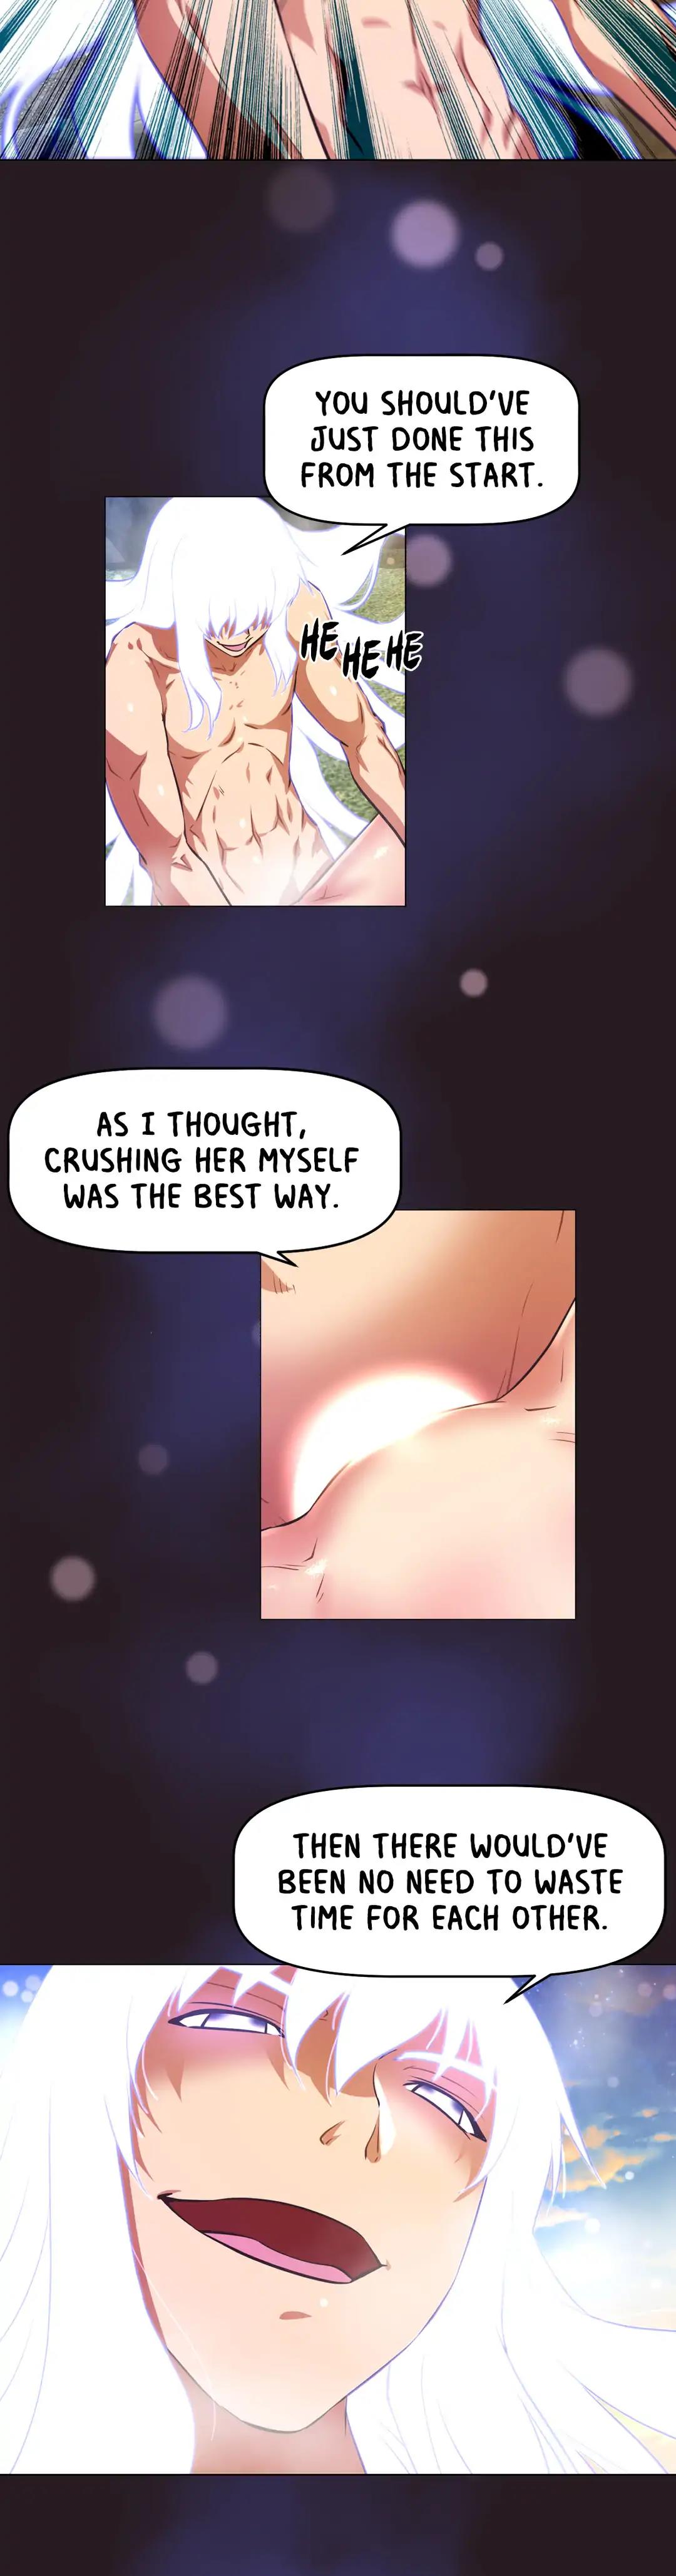 YOU SHOULD'VE
JUST DONE THIS
FROM THE START.
HE HE HE
AS I THOUGHT,
CRUSHING HER MYSELF
WAS THE BEST WAY.
THEN THERE WOULD'VE
BEEN NO NEED TO WASTE
TIME FOR EACH OTHER.